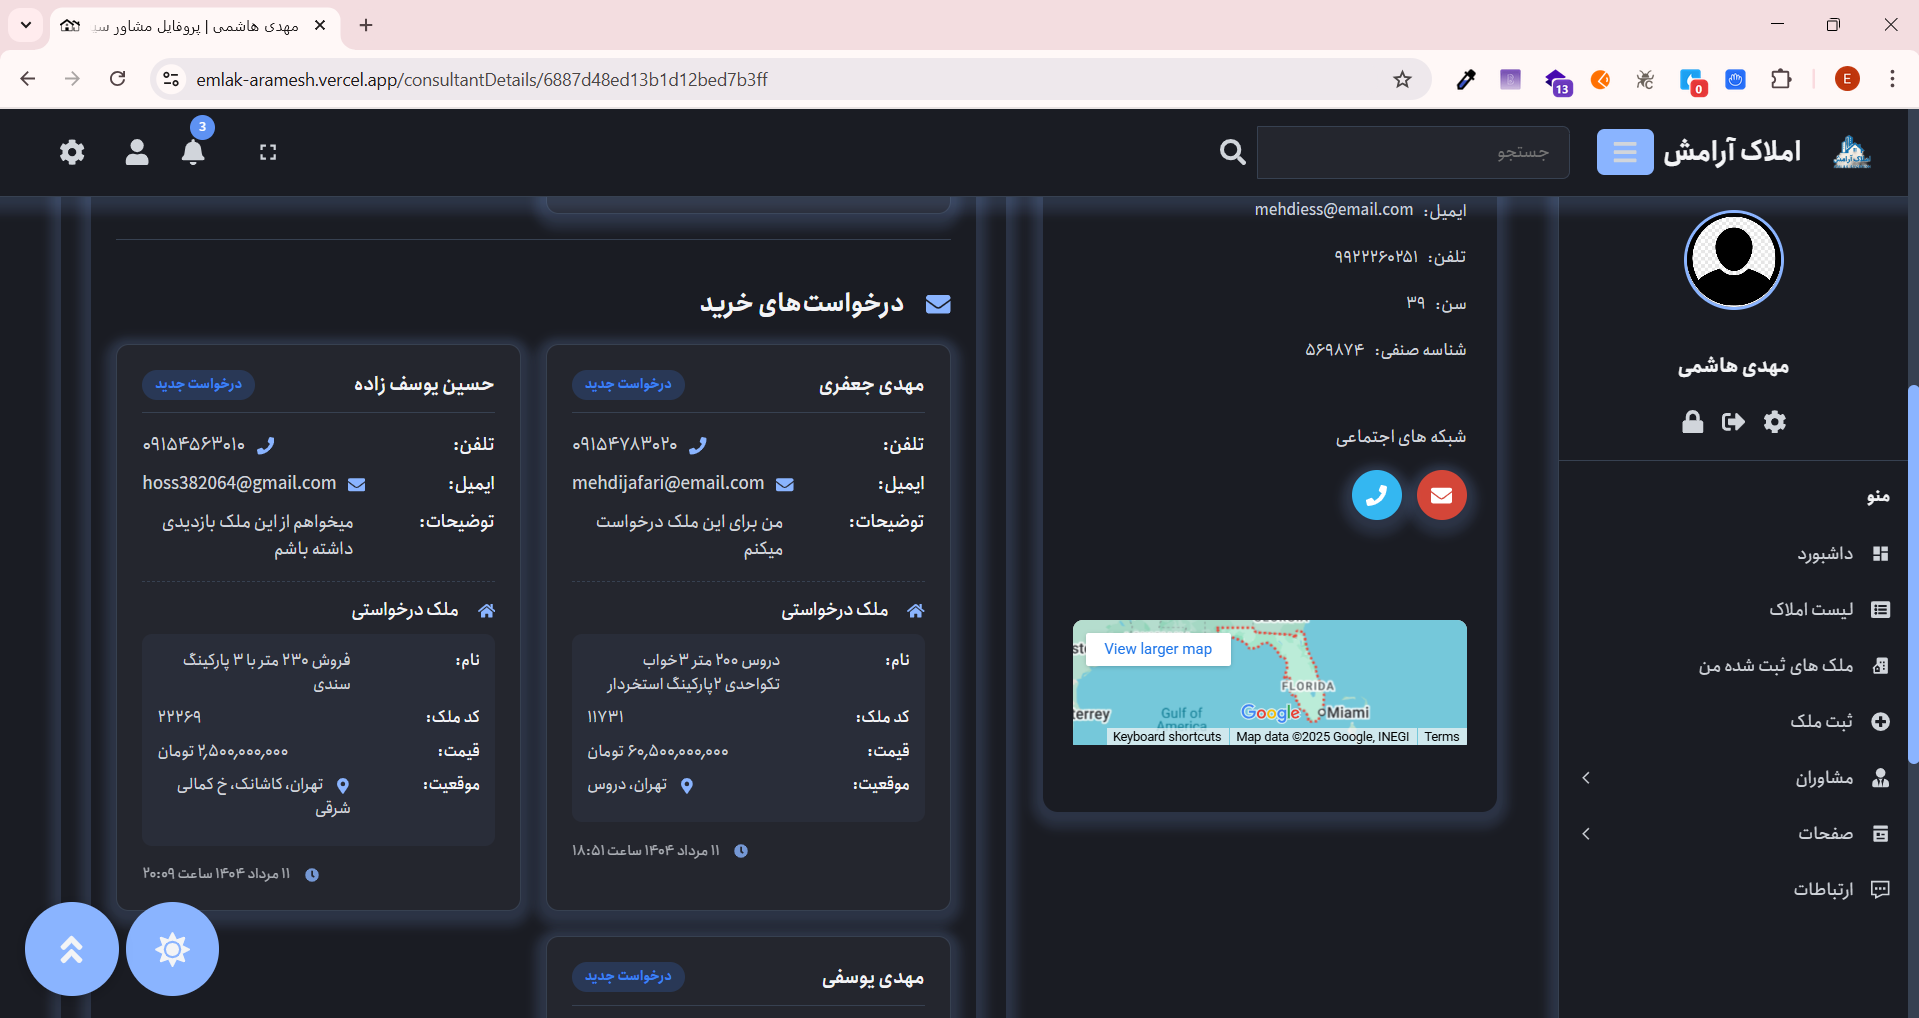 مهدی هاشمی | پروفایل مشاور سی
emlak-aramesh.vercel.app/consultantDetails/6887d48ed13b1d12bed7b3ff
13
0
E
املاک آرامش
جستجو
3
مهدی هاشمی
منو
داشبورد
لیست املاک
ملک های ثبت شده من
ثبت ملک
مشاوران
صفحات
ارتباطات
ایمیل: mehdiess@email.com
تلفن: ۹۹۲۲۲۶۰۲۵۱
سن: ۳۹
شناسه صنفی: ۵۶۹۸۷۴
شبکه های اجتماعی
View larger map
FLORIDA
Miami
Gulf of
America
terrey
Google
Keyboard shortcuts
Map data ©2025 Google, INEGI
Terms
درخواست‌های خرید
مهدی جعفری
درخواست جدید
تلفن: ۰۹۱۵۴۷۸۳۰۲۰
ایمیل: mehdijafari@email.com
توضیحات: من برای این ملک درخواست
میکنم
ملک درخواستی
نام: دروس ۲۰۰ متر ۳خواب
تکواحدی ۲پارکینگ استخردار
کد ملک: ۱۱۷۳۱
قیمت: ۶۰,۵۰۰,۰۰۰,۰۰۰ تومان
موقعیت: تهران، دروس
۱۱ مرداد ۱۴۰۴ ساعت ۱۸:۵۱
حسین یوسف زاده
درخواست جدید
تلفن: ۰۹۱۵۴۵۶۳۰۱۰
ایمیل: hoss382064@gmail.com
توضیحات: میخواهم از این ملک بازدیدی
داشته باشم
ملک درخواستی
نام: فروش ۲۳۰ متر با ۳ پارکینگ
سندی
کد ملک: ۲۲۲۶۹
قیمت: ۲,۵۰۰,۰۰۰,۰۰۰ تومان
موقعیت: تهران، کاشانک، خ کمالی
شرقی
۱۱ مرداد ۱۴۰۴ ساعت ۲۰:۰۹
مهدی یوسفی
درخواست جدید